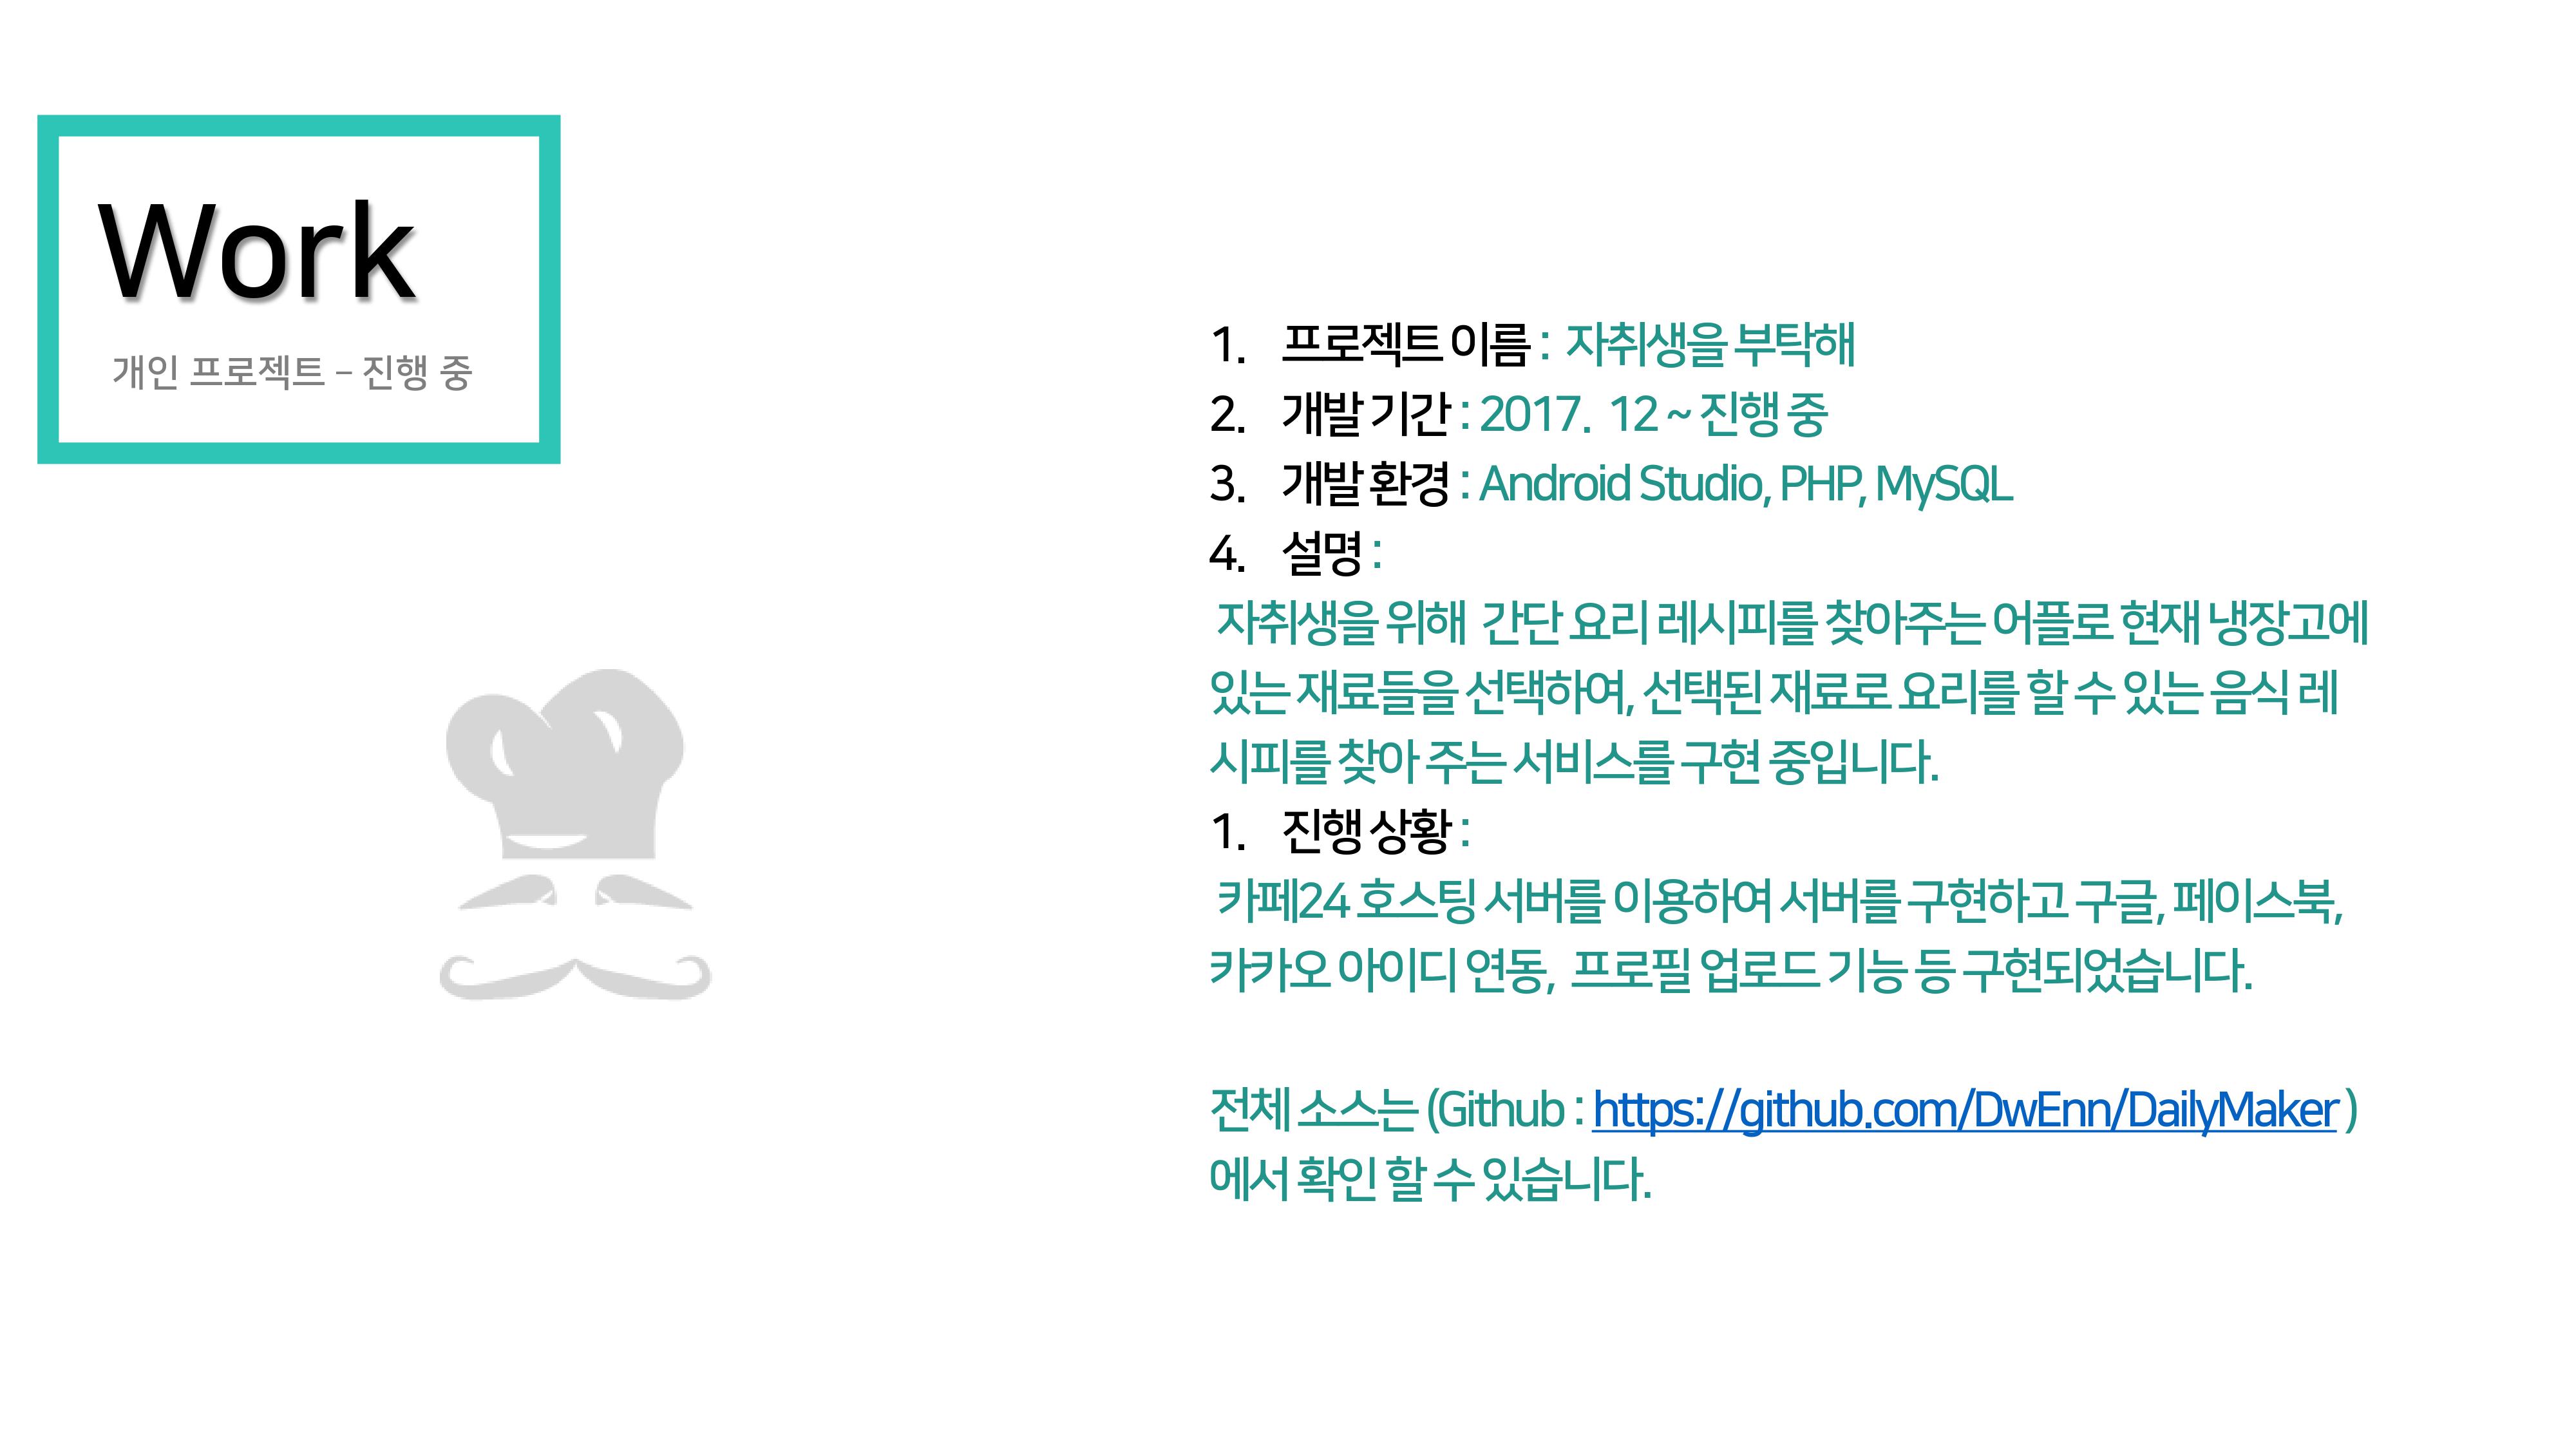 Work
개인 프로젝트 – 진행 중
1. 프로젝트 이름 : 자취생을 부탁해
2. 개발 기간 : 2017. 12 ~ 진행 중
3. 개발 환경 : Android Studio, PHP, MySQL
4. 설명 :
자취생을 위해 간단 요리 레시피를 찾아주는 어플로 현재 냉장고에
있는 재료들을 선택하여, 선택된 재료로 요리를 할 수 있는 음식 레
시피를 찾아 주는 서비스를 구현 중입니다.
1. 진행 상황 :
카페24 호스팅 서버를 이용하여 서버를 구현하고 구글, 페이스북,
카카오 아이디 연동, 프로필 업로드 기능 등 구현되었습니다.
전체 소스는 (Github : https://github.com/DwEnn/DailyMaker )
에서 확인 할 수 있습니다.